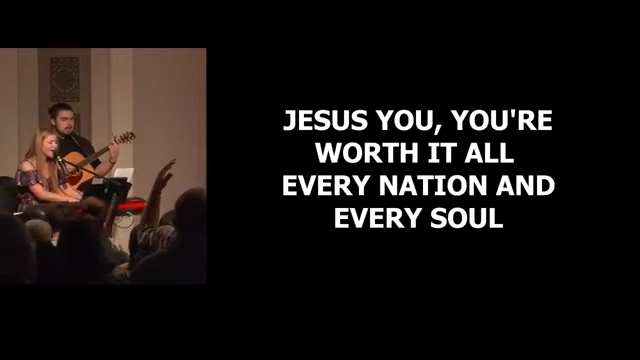 JESUS YOU, YOU'RE
WORTH IT ALL
EVERY NATION AND
EVERY SOUL